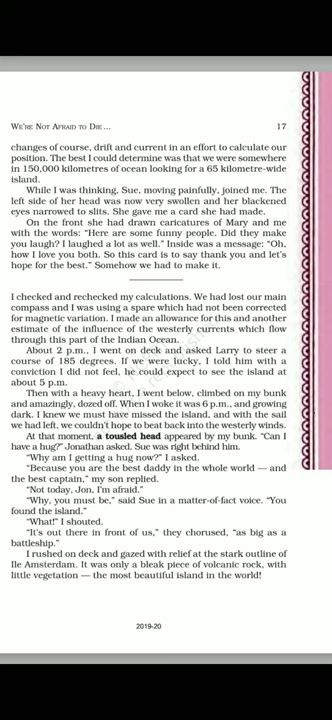 WE'RE NOT AFRAID TO DIE... 17
changes of course, drift and current in an effort to calculate our
position. The best I could determine was that we were somewhere
in 150,000 kilometres of ocean looking for a 65 kilometre-wide
island.
While I was thinking, Sue, moving painfully, joined me. The
left side of her head was now very swollen and her blackened
eyes narrowed to slits. She gave me a card she had made.
On the front she had drawn caricatures of Mary and me
with the words: “Here are some funny people. Did they make
you laugh? I laughed a lot as well.” Inside was a message: “Oh,
how I love you both. So this card is to say thank you and let's
hope for the best.” Somehow we had to make it.
I checked and rechecked my calculations. We had lost our main
compass and I was using a spare which had not been corrected
for magnetic variation. I made an allowance for this and another
estimate of the influence of the westerly currents which flow
through this part of the Indian Ocean.
About 2 p.m., I went on deck and asked Larry to steer a
course of 185 degrees. If we were lucky, I told him with a
conviction I did not feel, he could expect to see the island at
about 5 p.m.
Then with a heavy heart, I went below, climbed on my bunk
and amazingly, dozed off. When I woke it was 6 p.m., and growing
dark. I knew we must have missed the island, and with the sail
we had left, we couldn't hope to beat back into the westerly winds.
At that moment, a tousled head appeared by my bunk. “Can I
have a hug?” Jonathan asked. Sue was right behind him.
“Why am I getting a hug now?” I asked.
“Because you are the best daddy in the whole world — and
the best captain,” my son replied.
“Not today, Jon, I'm afraid.”
“Why, you must be,” said Sue in a matter-of-fact voice. “You
found the island.”
“What!” I shouted.
“It's out there in front of us,” they chorused, “as big as a
battleship.”
I rushed on deck and gazed with relief at the stark outline of
Ile Amsterdam. It was only a bleak piece of volcanic rock, with
little vegetation — the most beautiful island in the world!
2019-20